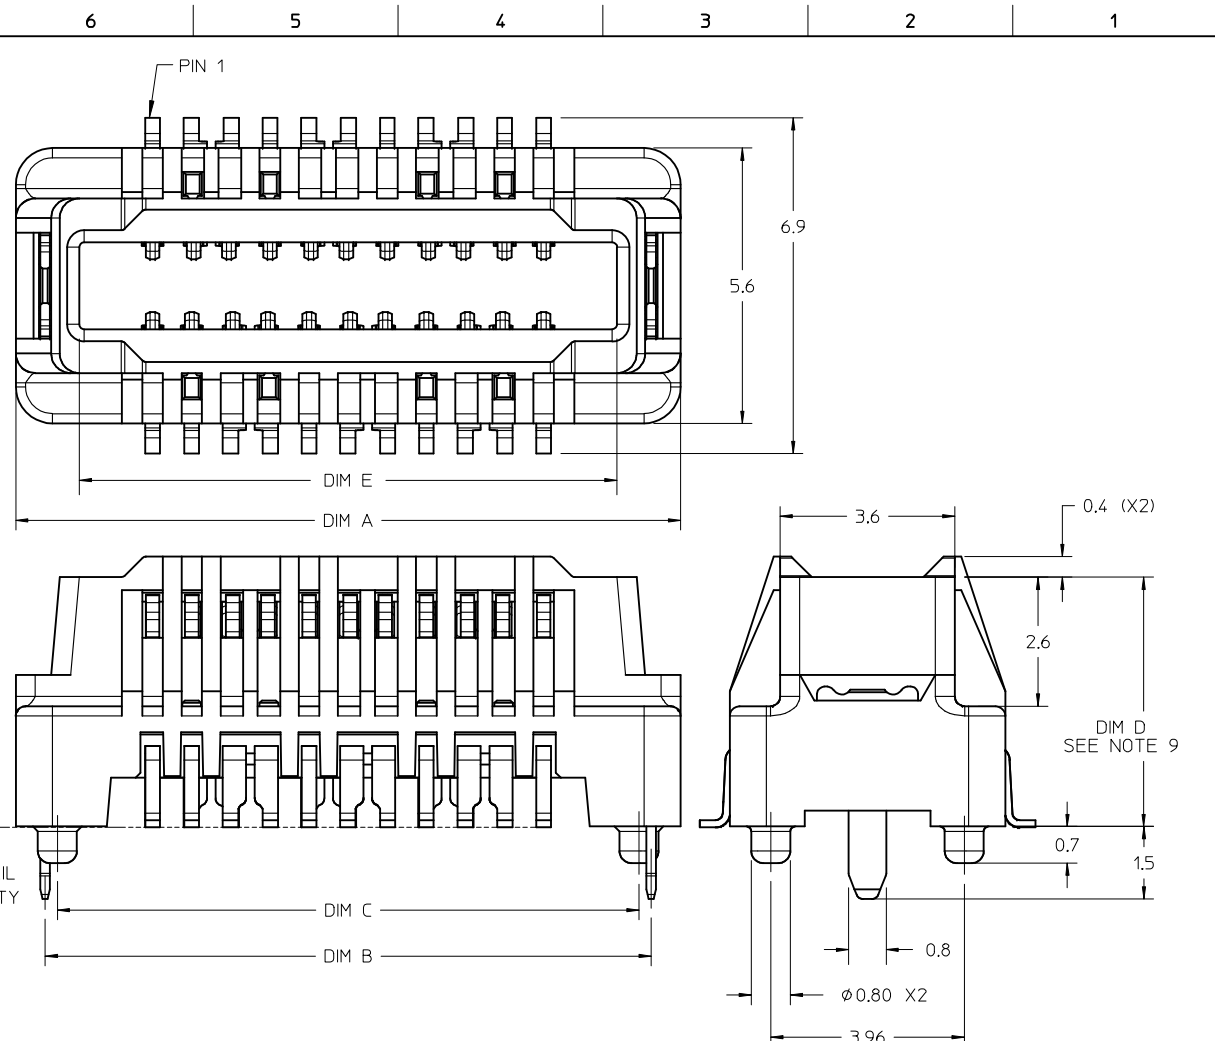 6 5 4 3 2 1
PIN 1
6.9
5.6
DIM E
DIM A
3.6
0.4 (X2)
2.6
DIM D
SEE NOTE 9
0.7
1.5
IL
TY
DIM C
DIM B
0.8
Ø0.80 X2
3.96